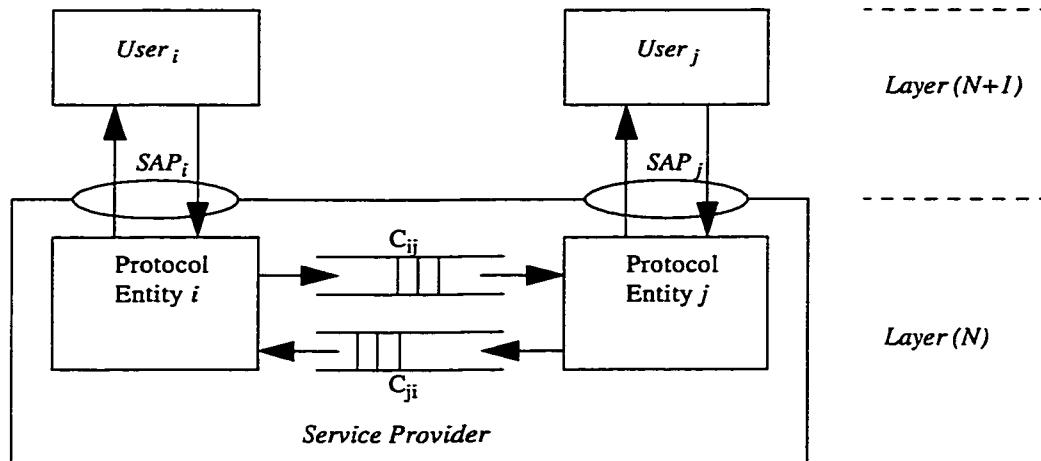 User i
User j
Layer (N+1)
SAP i
SAP j
C ij
Protocol
Entity i
Protocol
Entity j
Layer (N)
C ji
Service Provider